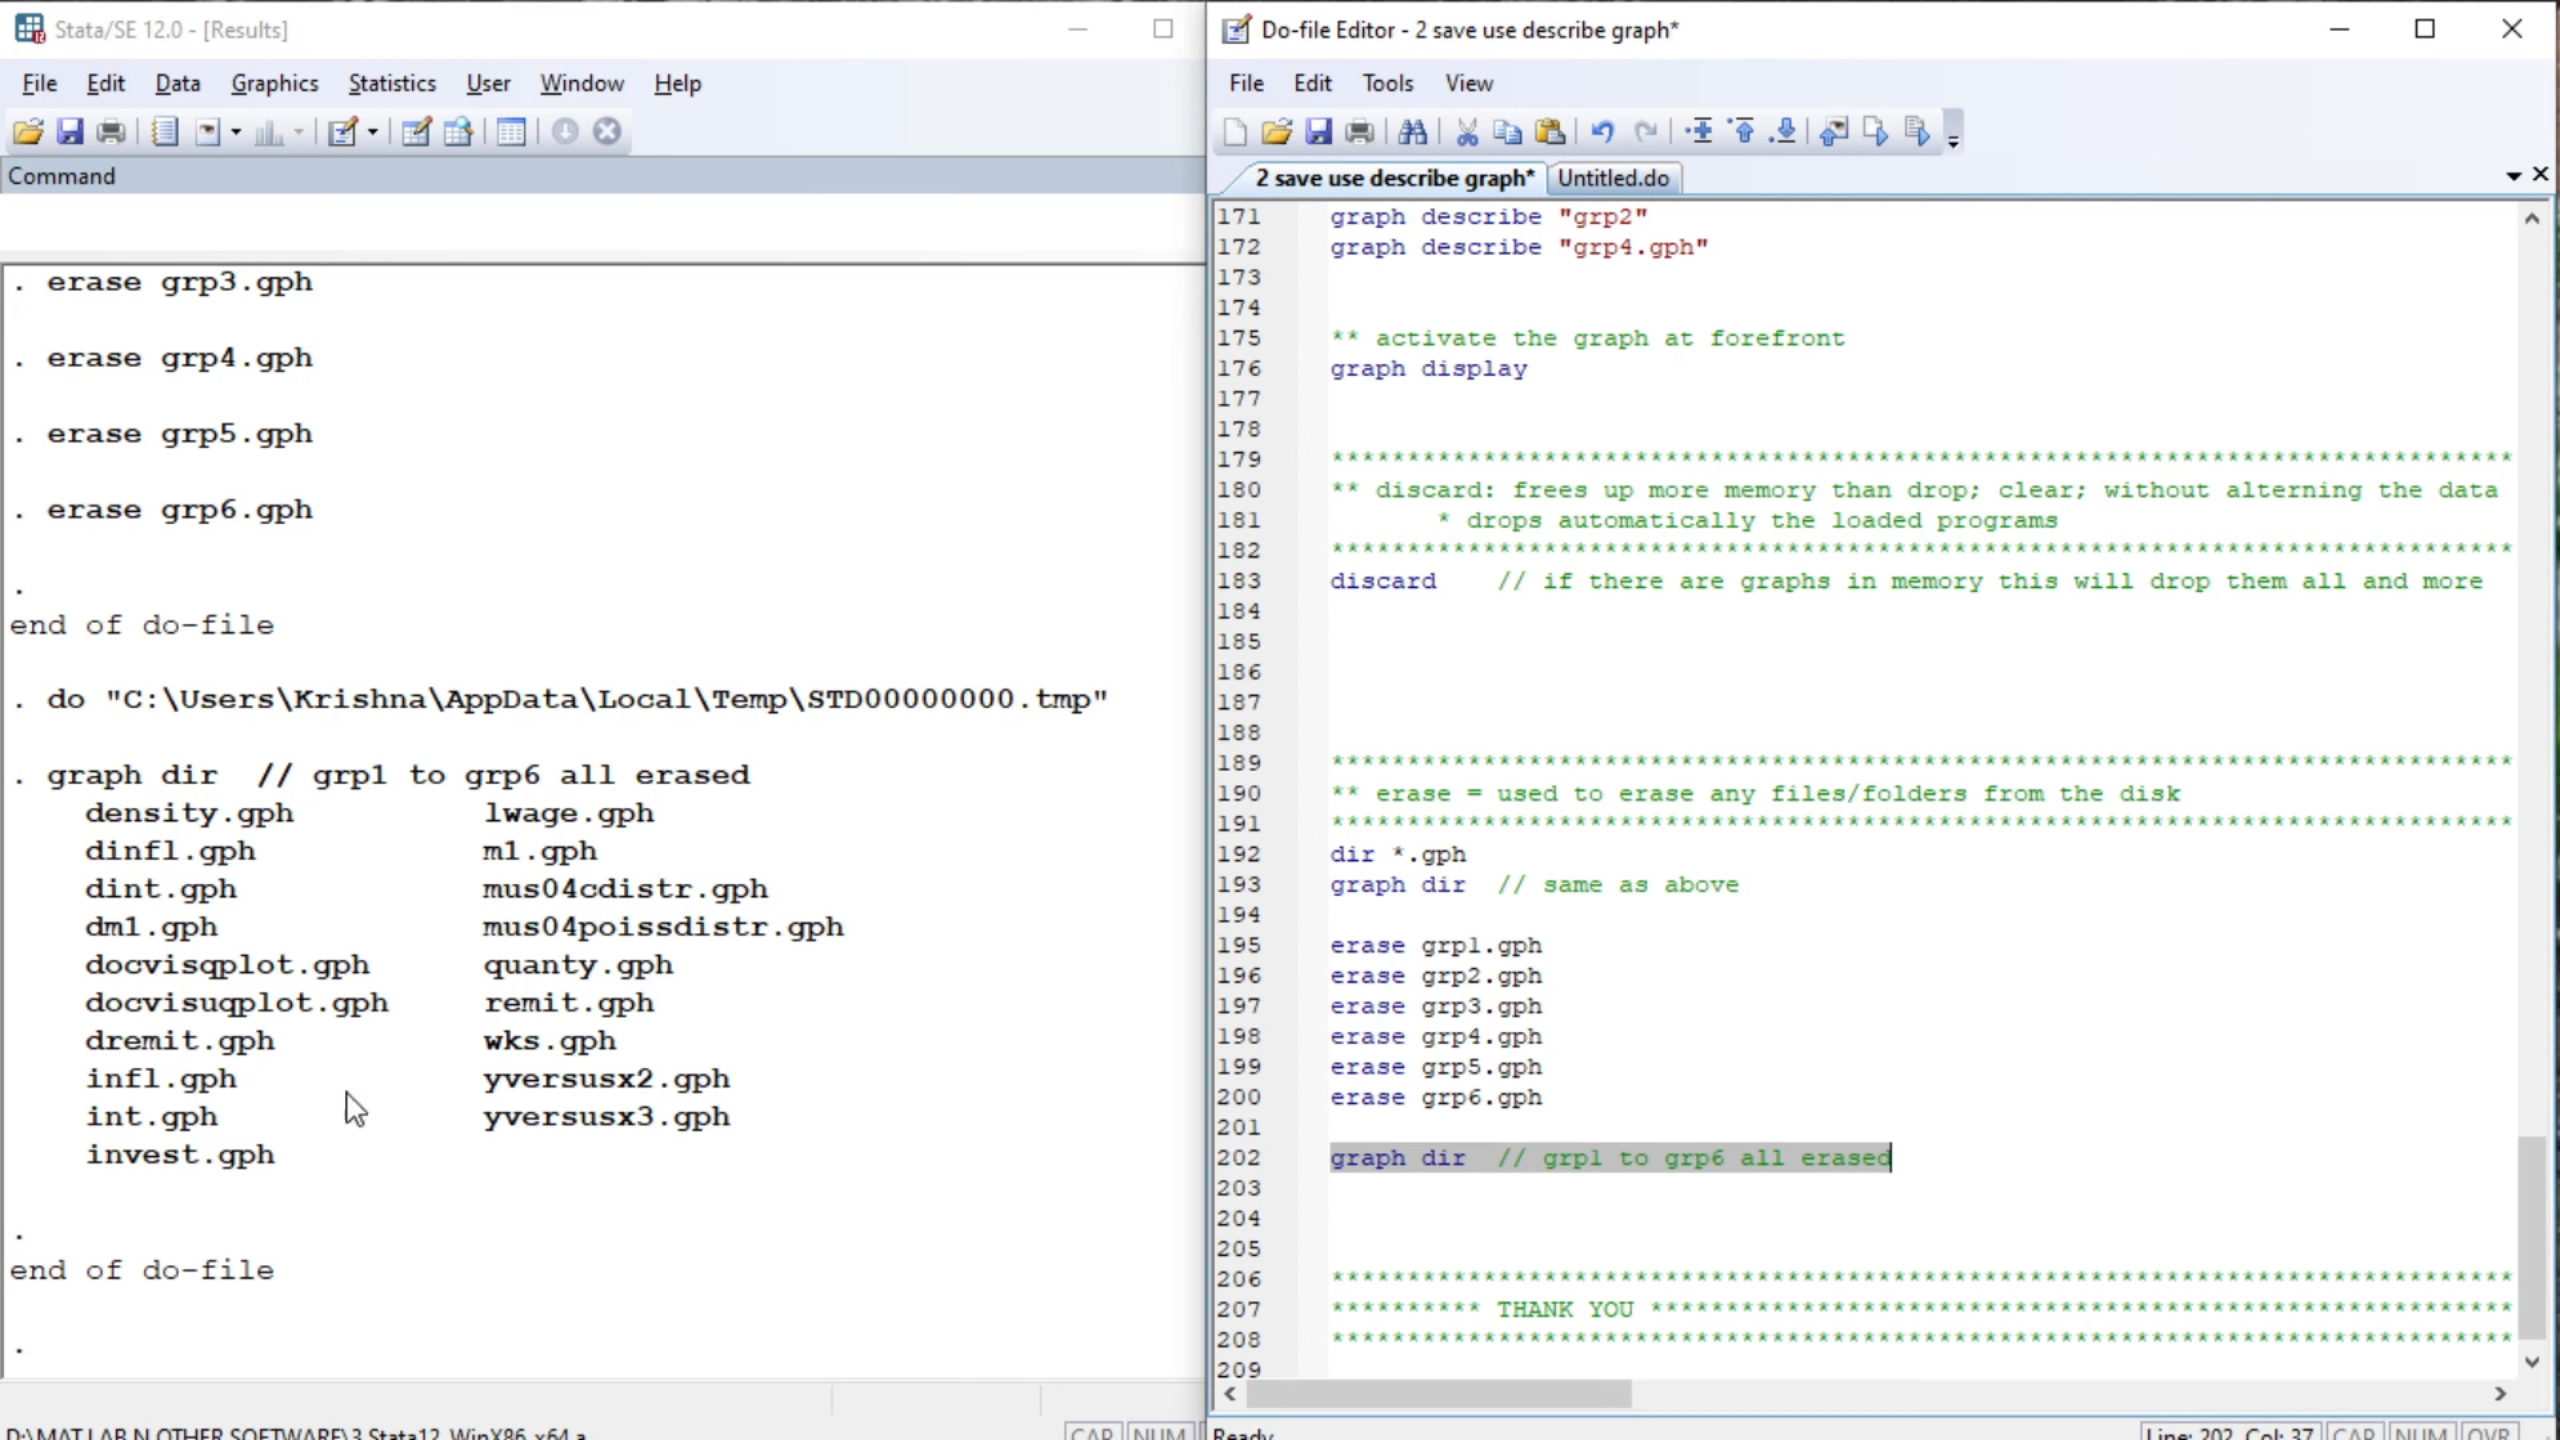 Stata/SE 12.0 - [Results]
File Edit Data Graphics Statistics User Window Help
Command
. erase grp3.gph
. erase grp4.gph
. erase grp5.gph
. erase grp6.gph
.
end of do-file
. do "C:\Users\Krishna\AppData\Local\Temp\STD00000000.tmp"
. graph dir // grp1 to grp6 all erased
density.gph lwage.gph
dinfl.gph m1.gph
dint.gph mus04cdistr.gph
dm1.gph mus04poissdistr.gph
docvisqplot.gph quanty.gph
docvisuqplot.gph remit.gph
dremit.gph wks.gph
infl.gph yversusx2.gph
int.gph yversusx3.gph
invest.gph
.
end of do-file
.
D:\MAT LAB N OTHER SOFTWARE\3 Stata12_WinX86_x64 a
CAP NUM
Do-file Editor - 2 save use describe graph*
File Edit Tools View
2 save use describe graph* Untitled.do
171 graph describe "grp2"
172 graph describe "grp4.gph"
173
174
175 ** activate the graph at forefront
176 graph display
177
178
179 ******************************************************************************
180 ** discard: frees up more memory than drop; clear; without alterning the data
181 * drops automatically the loaded programs
182 ******************************************************************************
183 discard // if there are graphs in memory this will drop them all and more
184
185
186
187
188
189 ******************************************************************************
190 ** erase = used to erase any files/folders from the disk
191 ******************************************************************************
192 dir *.gph
193 graph dir // same as above
194
195 erase grp1.gph
196 erase grp2.gph
197 erase grp3.gph
198 erase grp4.gph
199 erase grp5.gph
200 erase grp6.gph
201
202 graph dir // grp1 to grp6 all erased
203
204
205
206 ******************************************************************************
207 ********** THANK YOU *********************************************************
208 ******************************************************************************
209
Ready
Line: 202, Col: 37 CAP NUM OVR